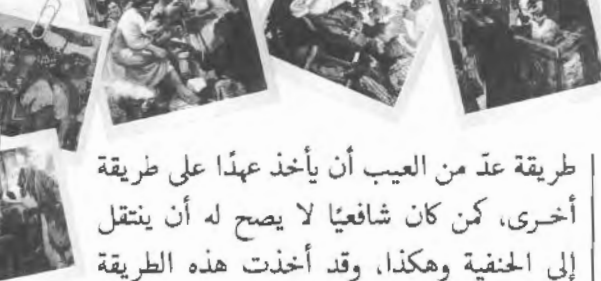 طريقة عدّ من العيب أن يأخذ عهدًا على طريقة
أخرى، كمن كان شافعيًا لا يصح له أن ينتقل
إلى الحنفية وهكذا، وقد أخذت هذه الطريقة